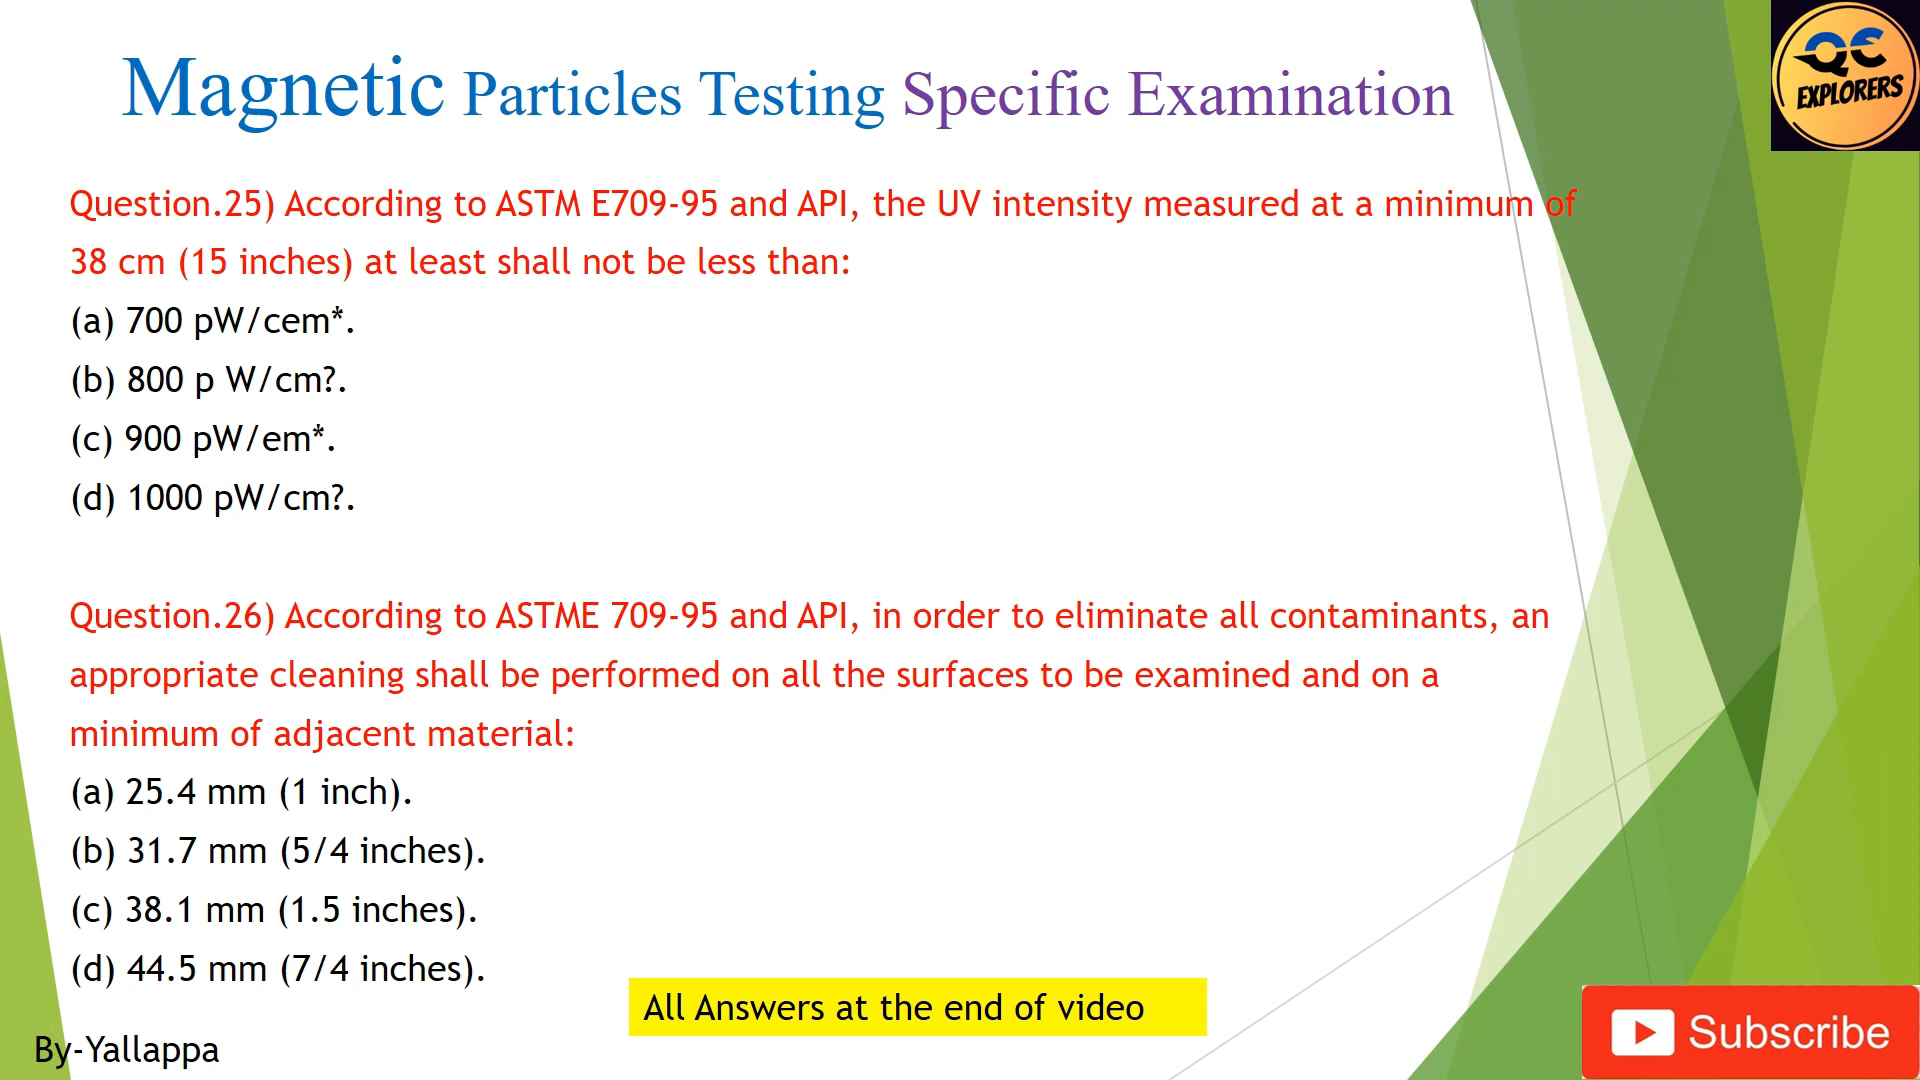 Magnetic Particles Testing Specific Examination
QC
EXPLORERS
Question.25) According to ASTM E709-95 and API, the UV intensity measured at a minimum of
38 cm (15 inches) at least shall not be less than:
(a) 700 pW/cem*.
(b) 800 p W/cm?.
(c) 900 pW/em*.
(d) 1000 pW/cm?.
Question.26) According to ASTME 709-95 and API, in order to eliminate all contaminants, an
appropriate cleaning shall be performed on all the surfaces to be examined and on a
minimum of adjacent material:
(a) 25.4 mm (1 inch).
(b) 31.7 mm (5/4 inches).
(c) 38.1 mm (1.5 inches).
(d) 44.5 mm (7/4 inches).
All Answers at the end of video
By-Yallappa
Subscribe